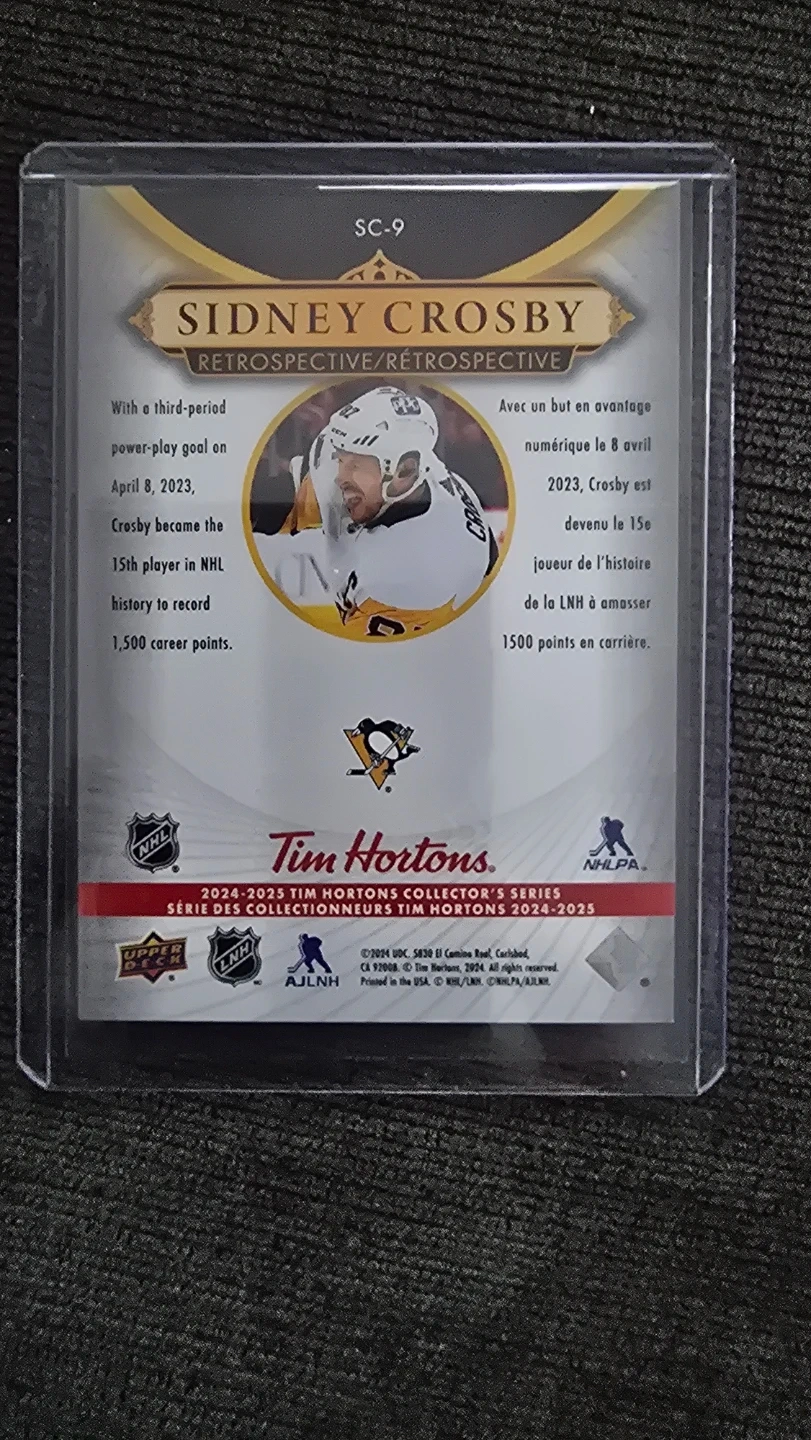 SC-9
SIDNEY CROSBY
RETROSPECTIVE/RÉTROSPECTIVE
With a third-period
power-play goal on
April 8, 2023,
Crosby became the
15th player in NHL
history to record
1,500 career points.
Avec un but en avantage
numérique le 8 avril
2023, Crosby est
devenu le 15e
joueur de l'histoire
de la LNH à amasser
1500 points en carrière.
NHL
Tim Hortons®
NHLPA
2024-2025 TIM HORTONS COLLECTOR'S SERIES
SÉRIE DES COLLECTIONNEURS TIM HORTONS 2024-2025
UPPER DECK
LNH
AJLNH
©2024 UDC. 5830 El Camino Real, Carlsbad,
CA 92008. © Tim Hortons, 2024. All rights reserved.
Printed in the USA. © NHL/LNH. ©NHLPA/AJLNH.